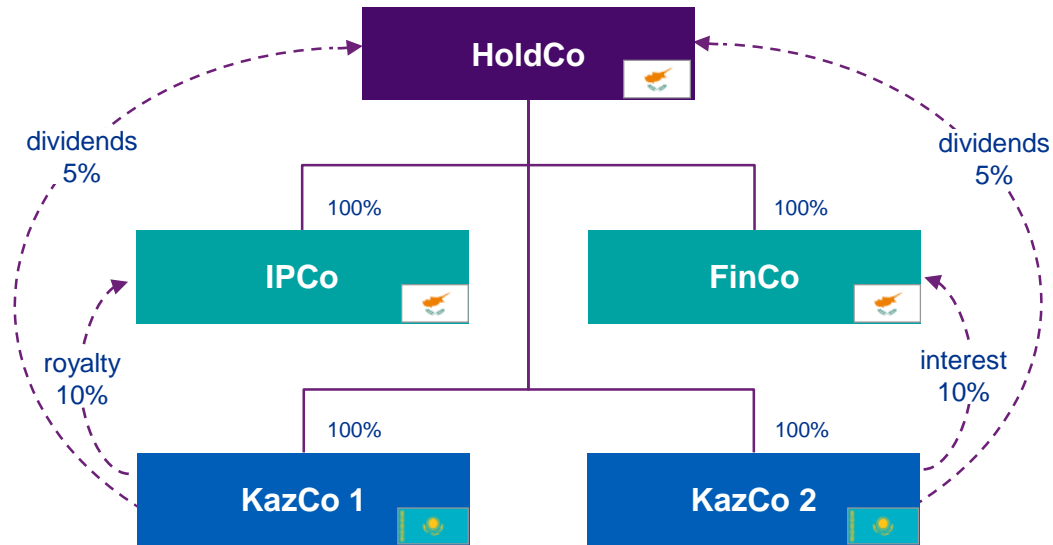 HoldCo
dividends
5%
dividends
5%
100%
100%
IPCo
FinCo
royalty
10%
interest
10%
100%
100%
KazCo 1
KazCo 2